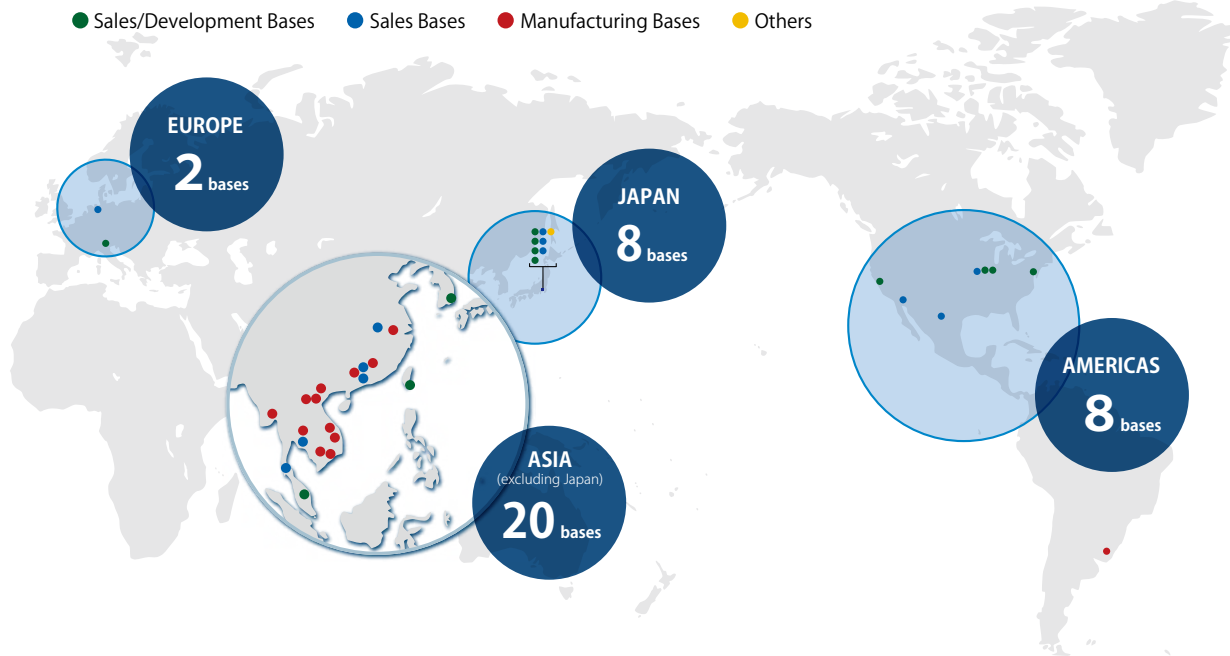 Sales/Development Bases Sales Bases Manufacturing Bases Others
EUROPE
2 bases
JAPAN
8 bases
AMERICAS
8 bases
ASIA
(excluding Japan)
20 bases